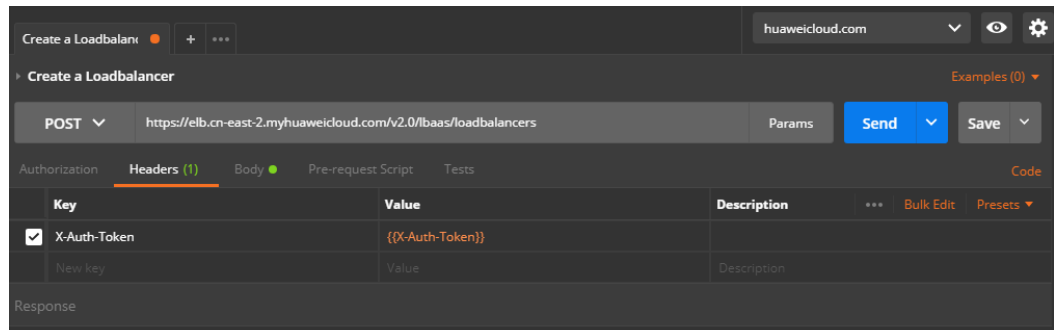 Create a Loadbalan + ••• huaweicloud.com
Create a Loadbalancer Examples (0)
POST https://elb.cn-east-2.myhuaweicloud.com/v2.0/lbaas/loadbalancers Params Send Save
Authorization Headers (1) Body Pre-request Script Tests Code
Key Value Description ••• Bulk Edit Presets
X-Auth-Token {{X-Auth-Token}}
New key Value Description
Response